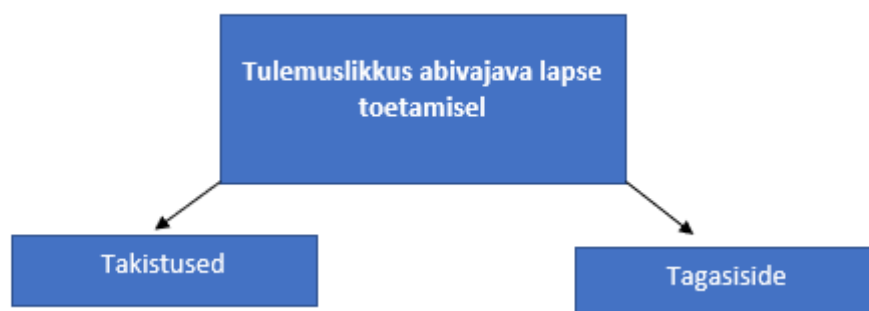 Tulemuslikkus abivajava lapse
toetamisel
Takistused
Tagasiside